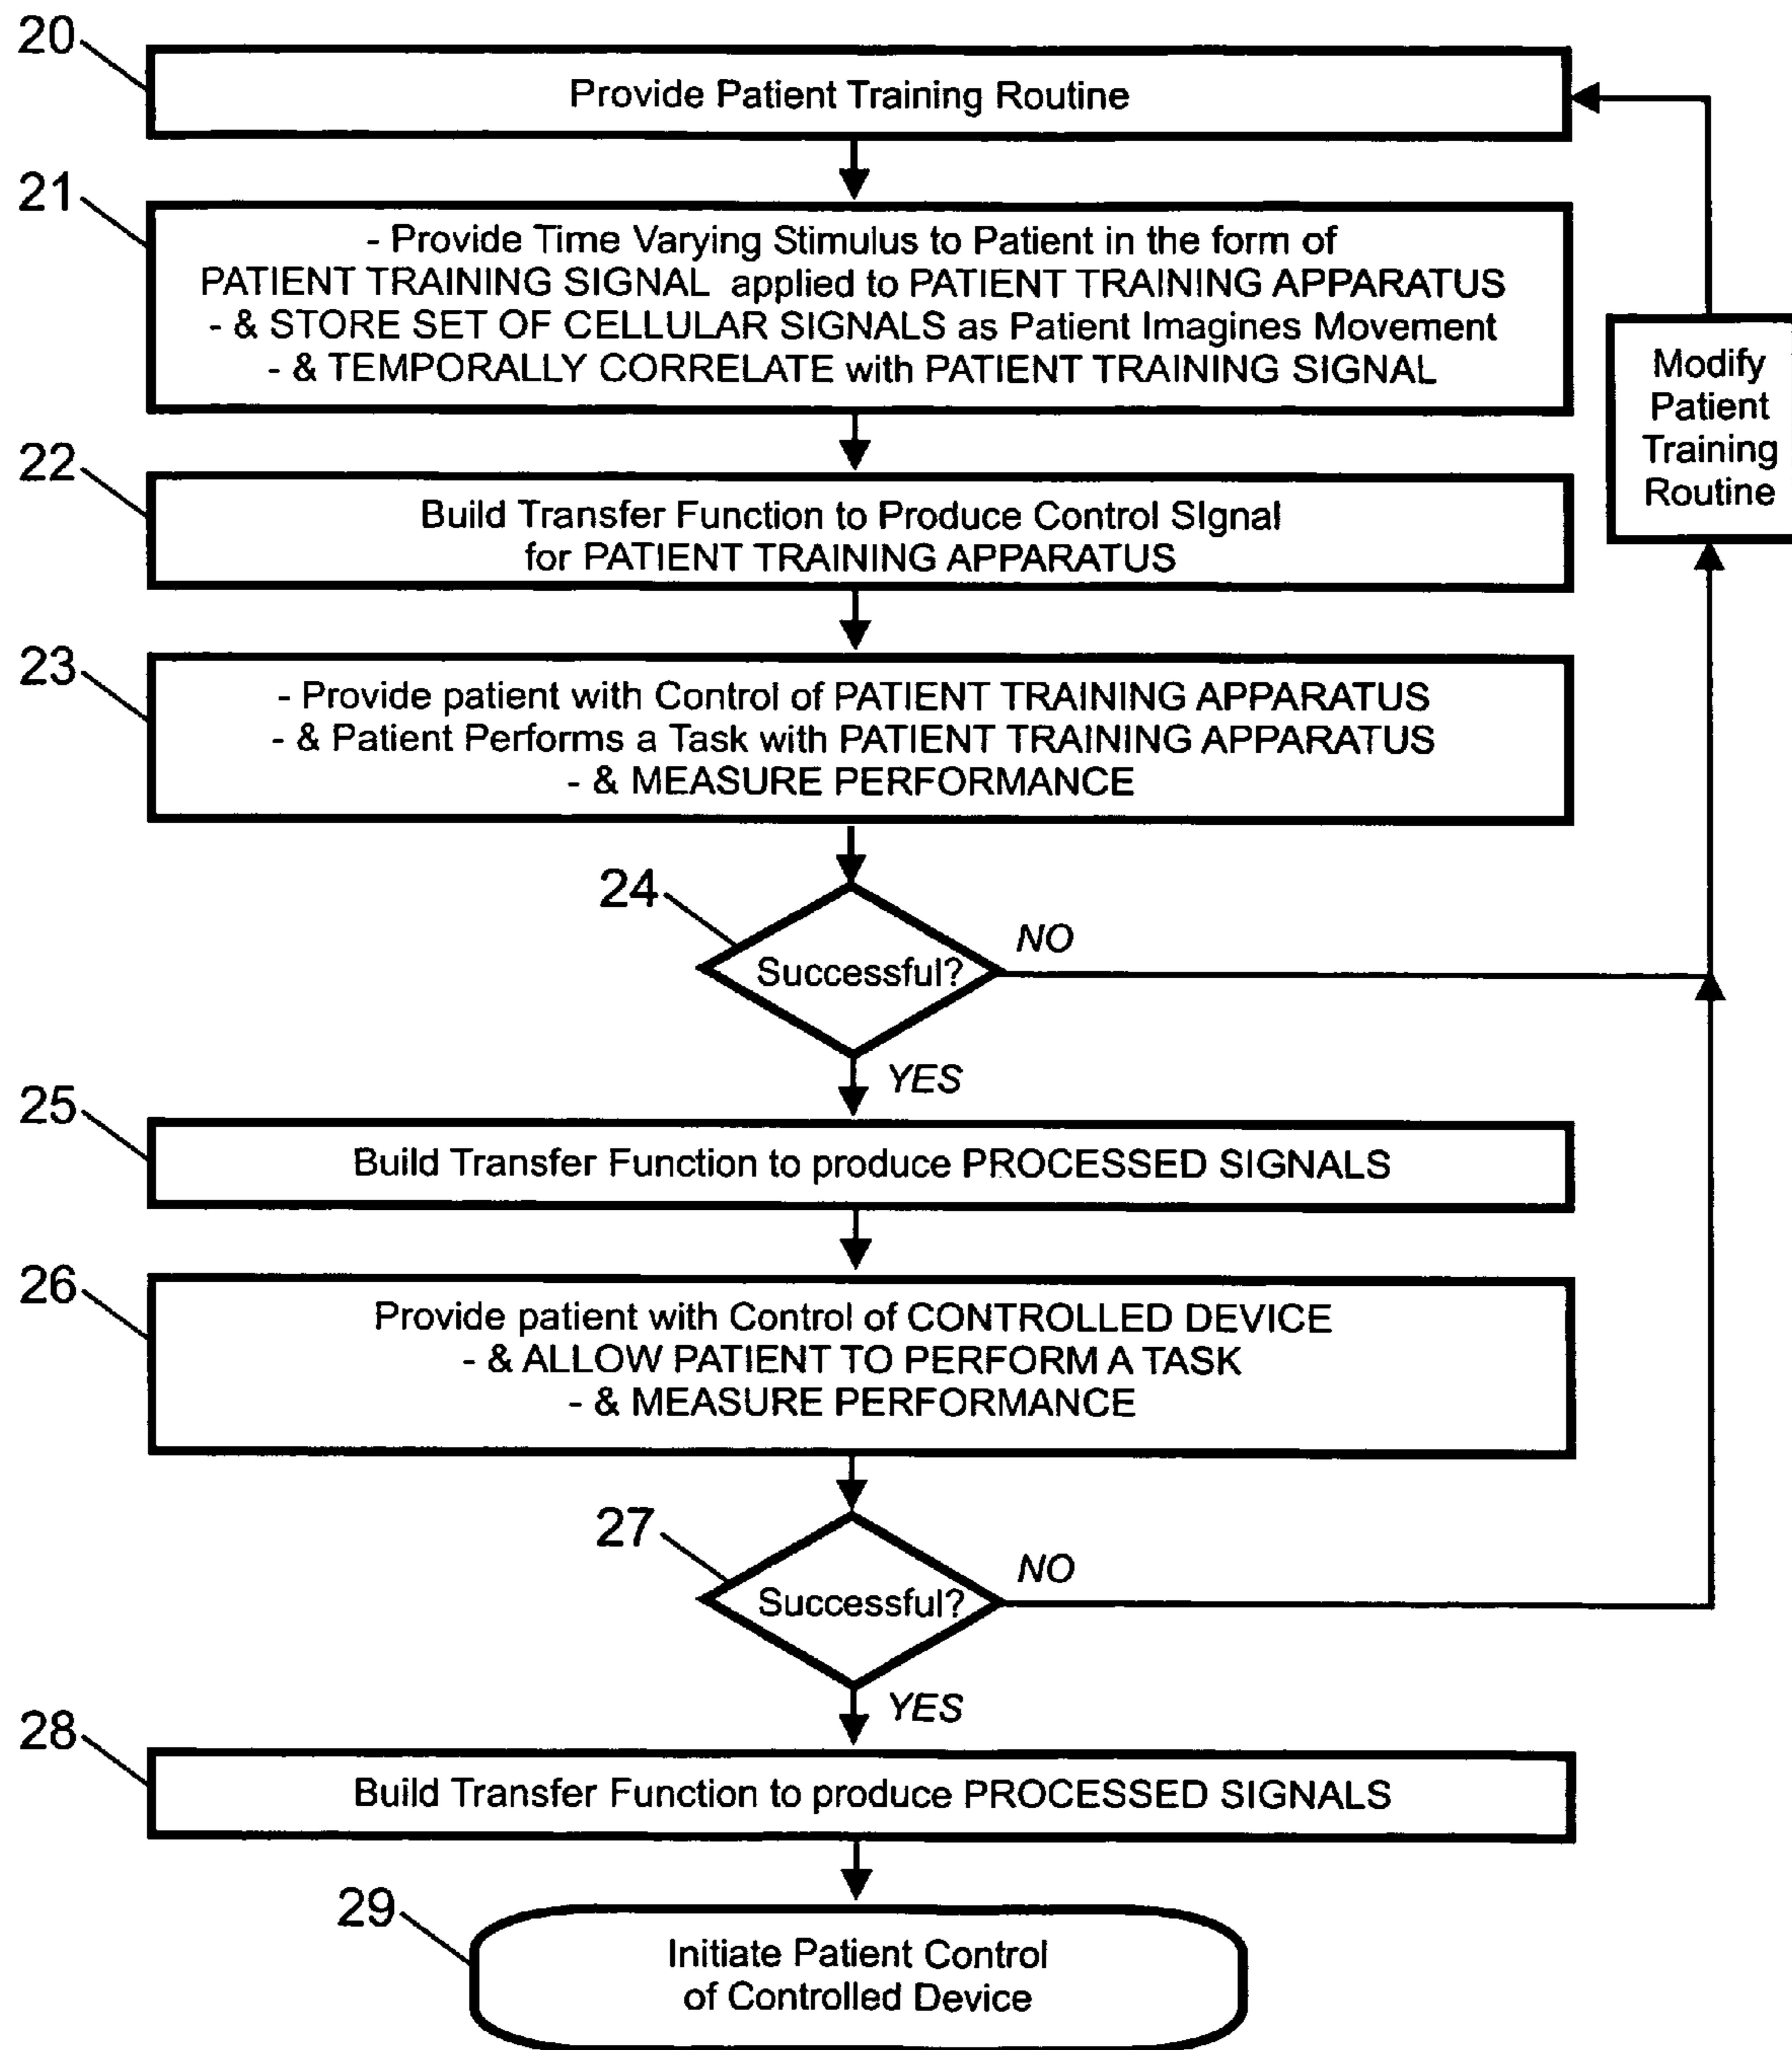 20
Provide Patient Training Routine
21
- Provide Time Varying Stimulus to Patient in the form of
PATIENT TRAINING SIGNAL applied to PATIENT TRAINING APPARATUS
- & STORE SET OF CELLULAR SIGNALS as Patient Imagines Movement
- & TEMPORALLY CORRELATE with PATIENT TRAINING SIGNAL
Modify
Patient
Training
Routine
22
Build Transfer Function to Produce Control SIgnal
for PATIENT TRAINING APPARATUS
23
- Provide patient with Control of PATIENT TRAINING APPARATUS
- & Patient Performs a Task with PATIENT TRAINING APPARATUS
- & MEASURE PERFORMANCE
24
Successful?
NO
YES
25
Build Transfer Function to produce PROCESSED SIGNALS
26
Provide patient with Control of CONTROLLED DEVICE
- & ALLOW PATIENT TO PERFORM A TASK
- & MEASURE PERFORMANCE
27
Successful?
NO
YES
28
Build Transfer Function to produce PROCESSED SIGNALS
29
Initiate Patient Control
of Controlled Device